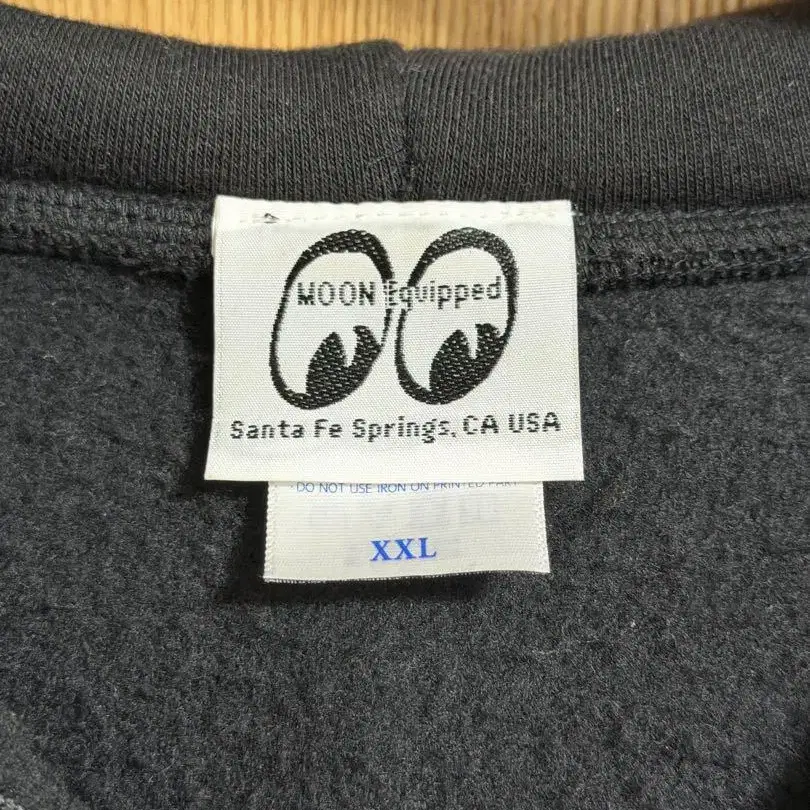 MOON Equipped
Santa Fe Springs, CA USA
·DO NOT USE IRON ON PRINTED PART
XXL